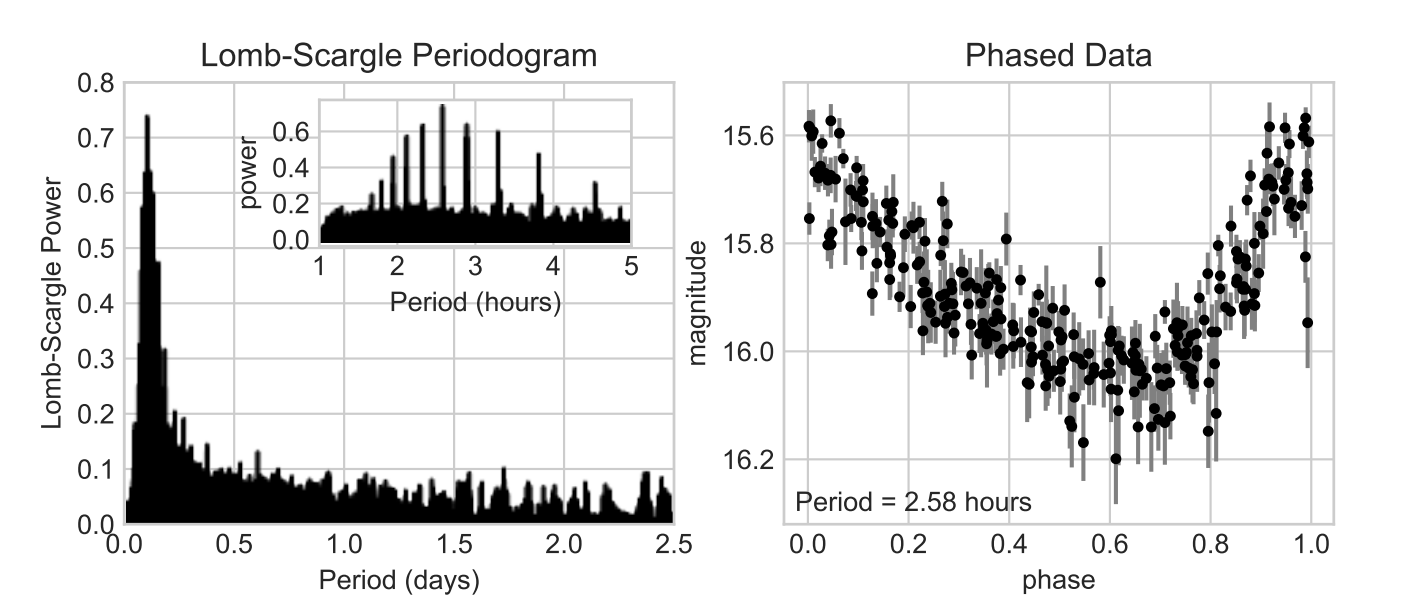 Lomb-Scargle Periodogram
Lomb-Scargle Power
0.8
0.7
0.6
0.5
0.4
0.3
0.2
0.1
0.0
0.0 0.5 1.0 1.5 2.0 2.5
Period (days)
power
0.6
0.4
0.2
0.0
1 2 3 4 5
Period (hours)
Phased Data
magnitude
15.6
15.8
16.0
16.2
Period = 2.58 hours
0.0 0.2 0.4 0.6 0.8 1.0
phase